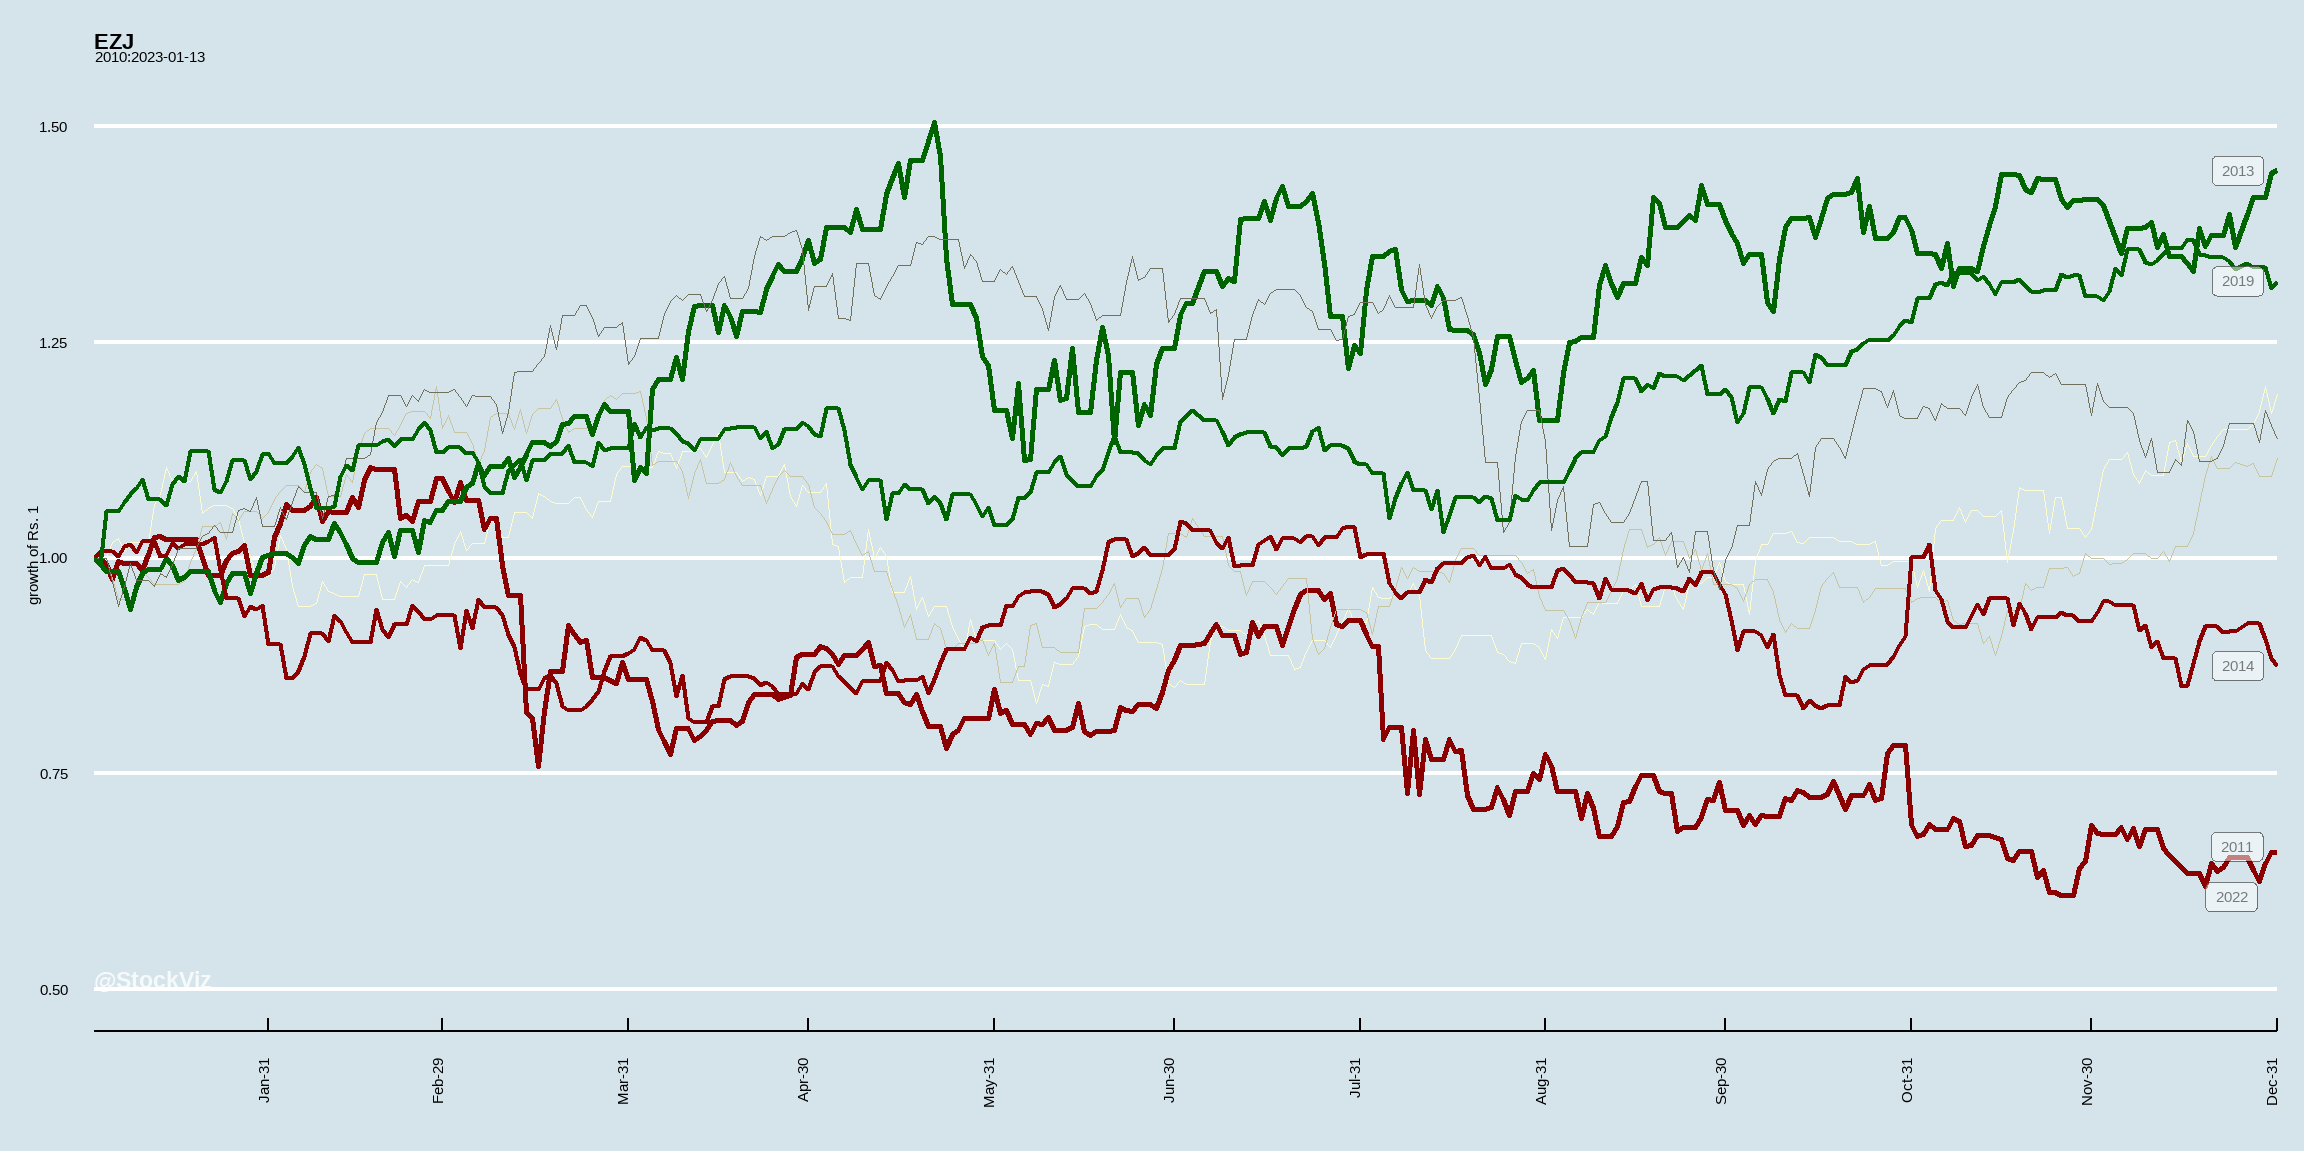 EZJ
2010:2023-01-13
growth of Rs. 1
1.50
1.25
1.00
0.75
0.50
2013
2019
2014
2011
2022
@StockViz
Jan-31
Feb-29
Mar-31
Apr-30
May-31
Jun-30
Jul-31
Aug-31
Sep-30
Oct-31
Nov-30
Dec-31